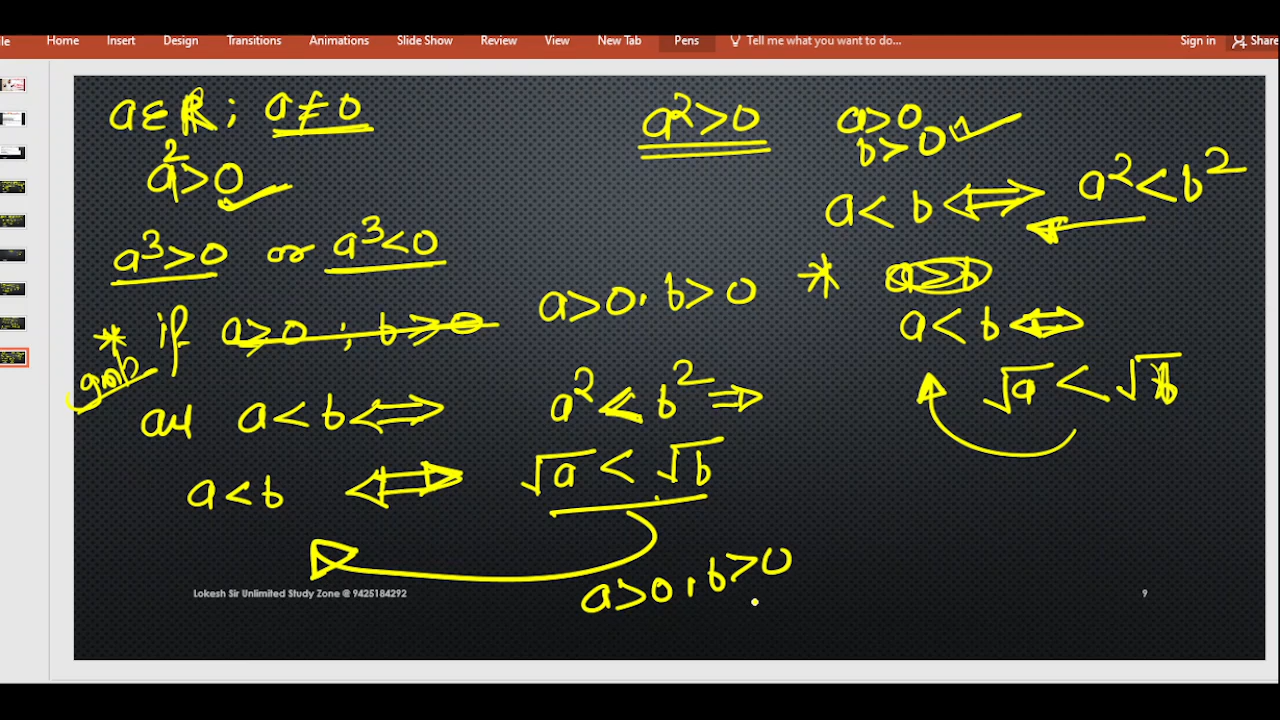 File Home Insert Design Transitions Animations Slide Show Review View New Tab Pens Tell me what you want to do... Sign in Share
a∈R ; a≠0
a²>0
a³>0 or a³<0
* if a>0 ; b>0
a<b ⇔
a<b ⇔
a²>0
a>0, b>0
a²<b² ⇒
√a < √b
a>0, b>0
a>0
b>0
a<b ⇔ a²<b²
* a>b
a<b ⇔
√a < √b
Lokesh Sir Unlimited Study Zone @ 9425184292
9